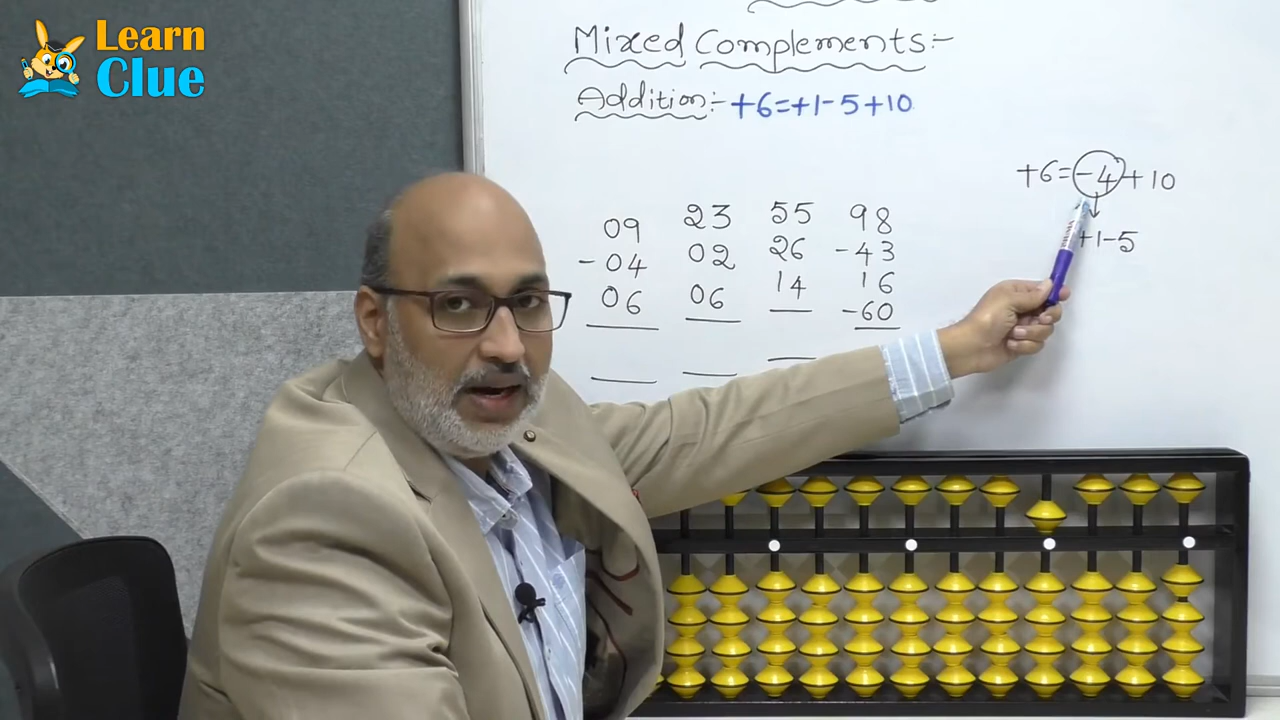 Learn
Clue
Mixed Complements:-
Addition:- +6=+1-5+10
+6=-4+10
+1-5
09 23 55 98
-04 02 26 -43
06 06 14 16
-60